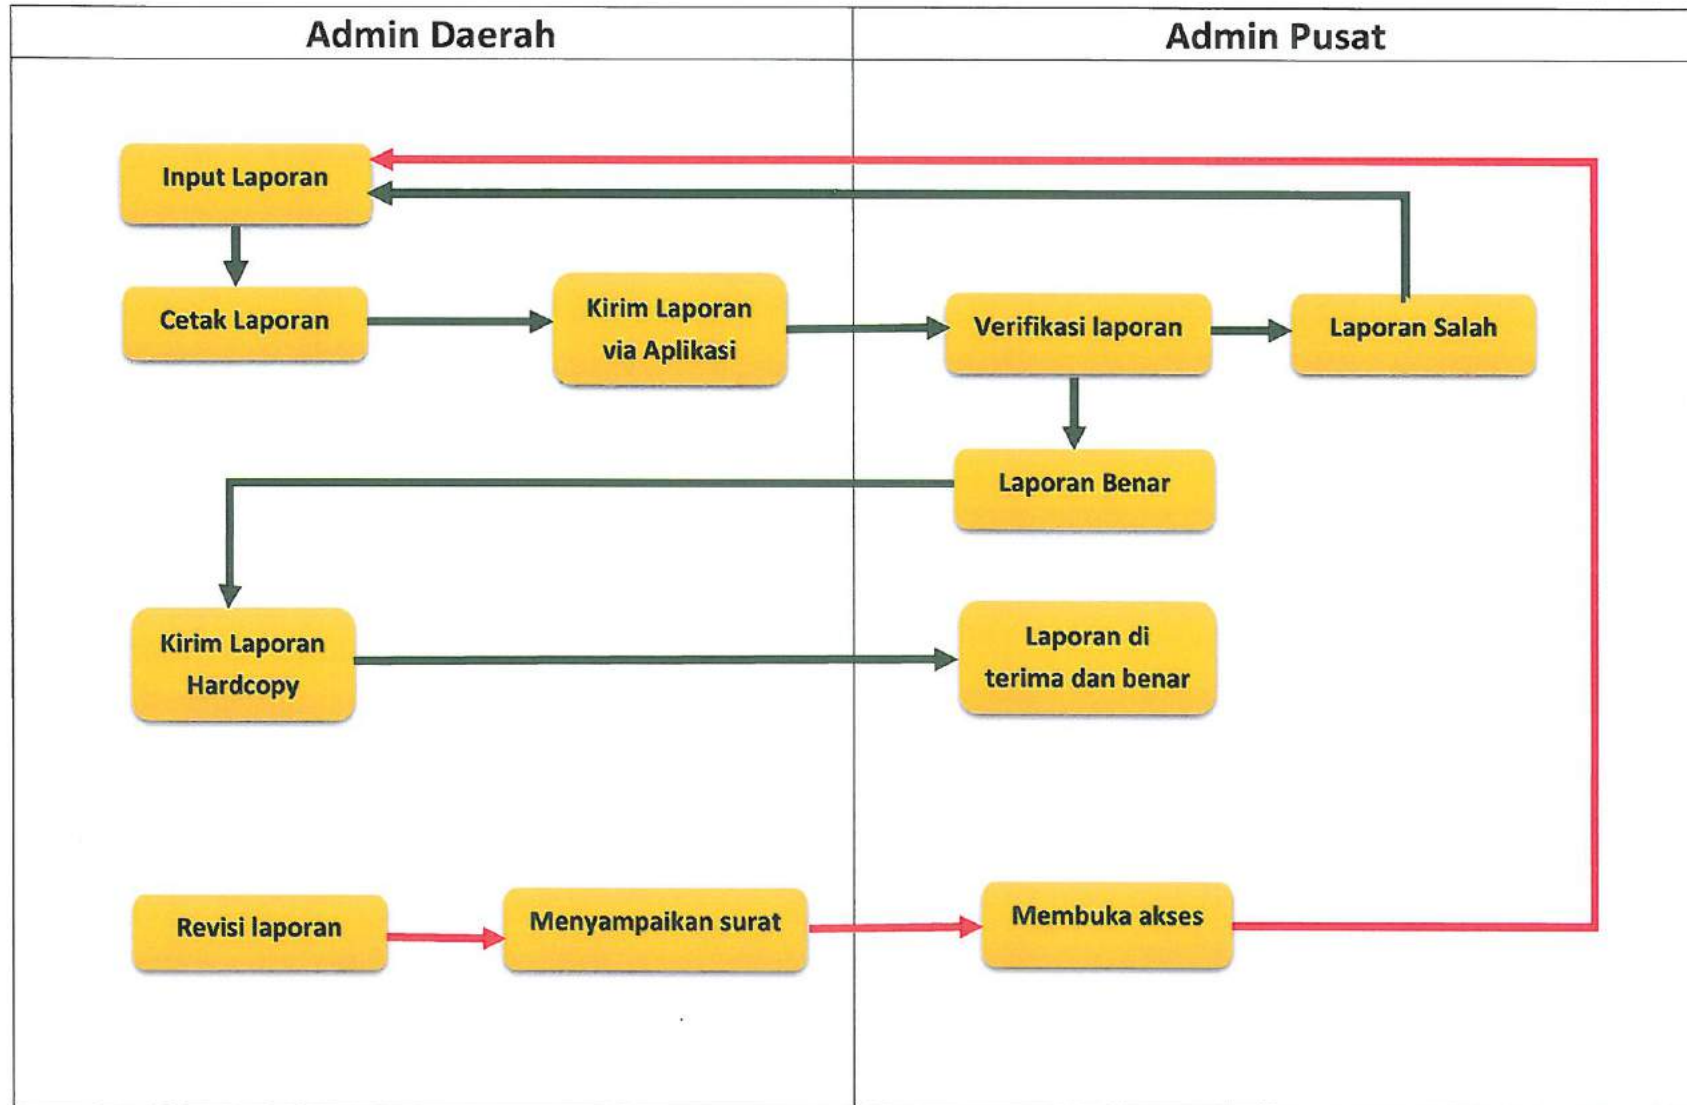 Admin Daerah
Admin Pusat
Input Laporan
Cetak Laporan
Kirim Laporan
via Aplikasi
Verifikasi laporan
Laporan Salah
Laporan Benar
Kirim Laporan
Hardcopy
Laporan di
terima dan benar
Revisi laporan
Menyampaikan surat
Membuka akses